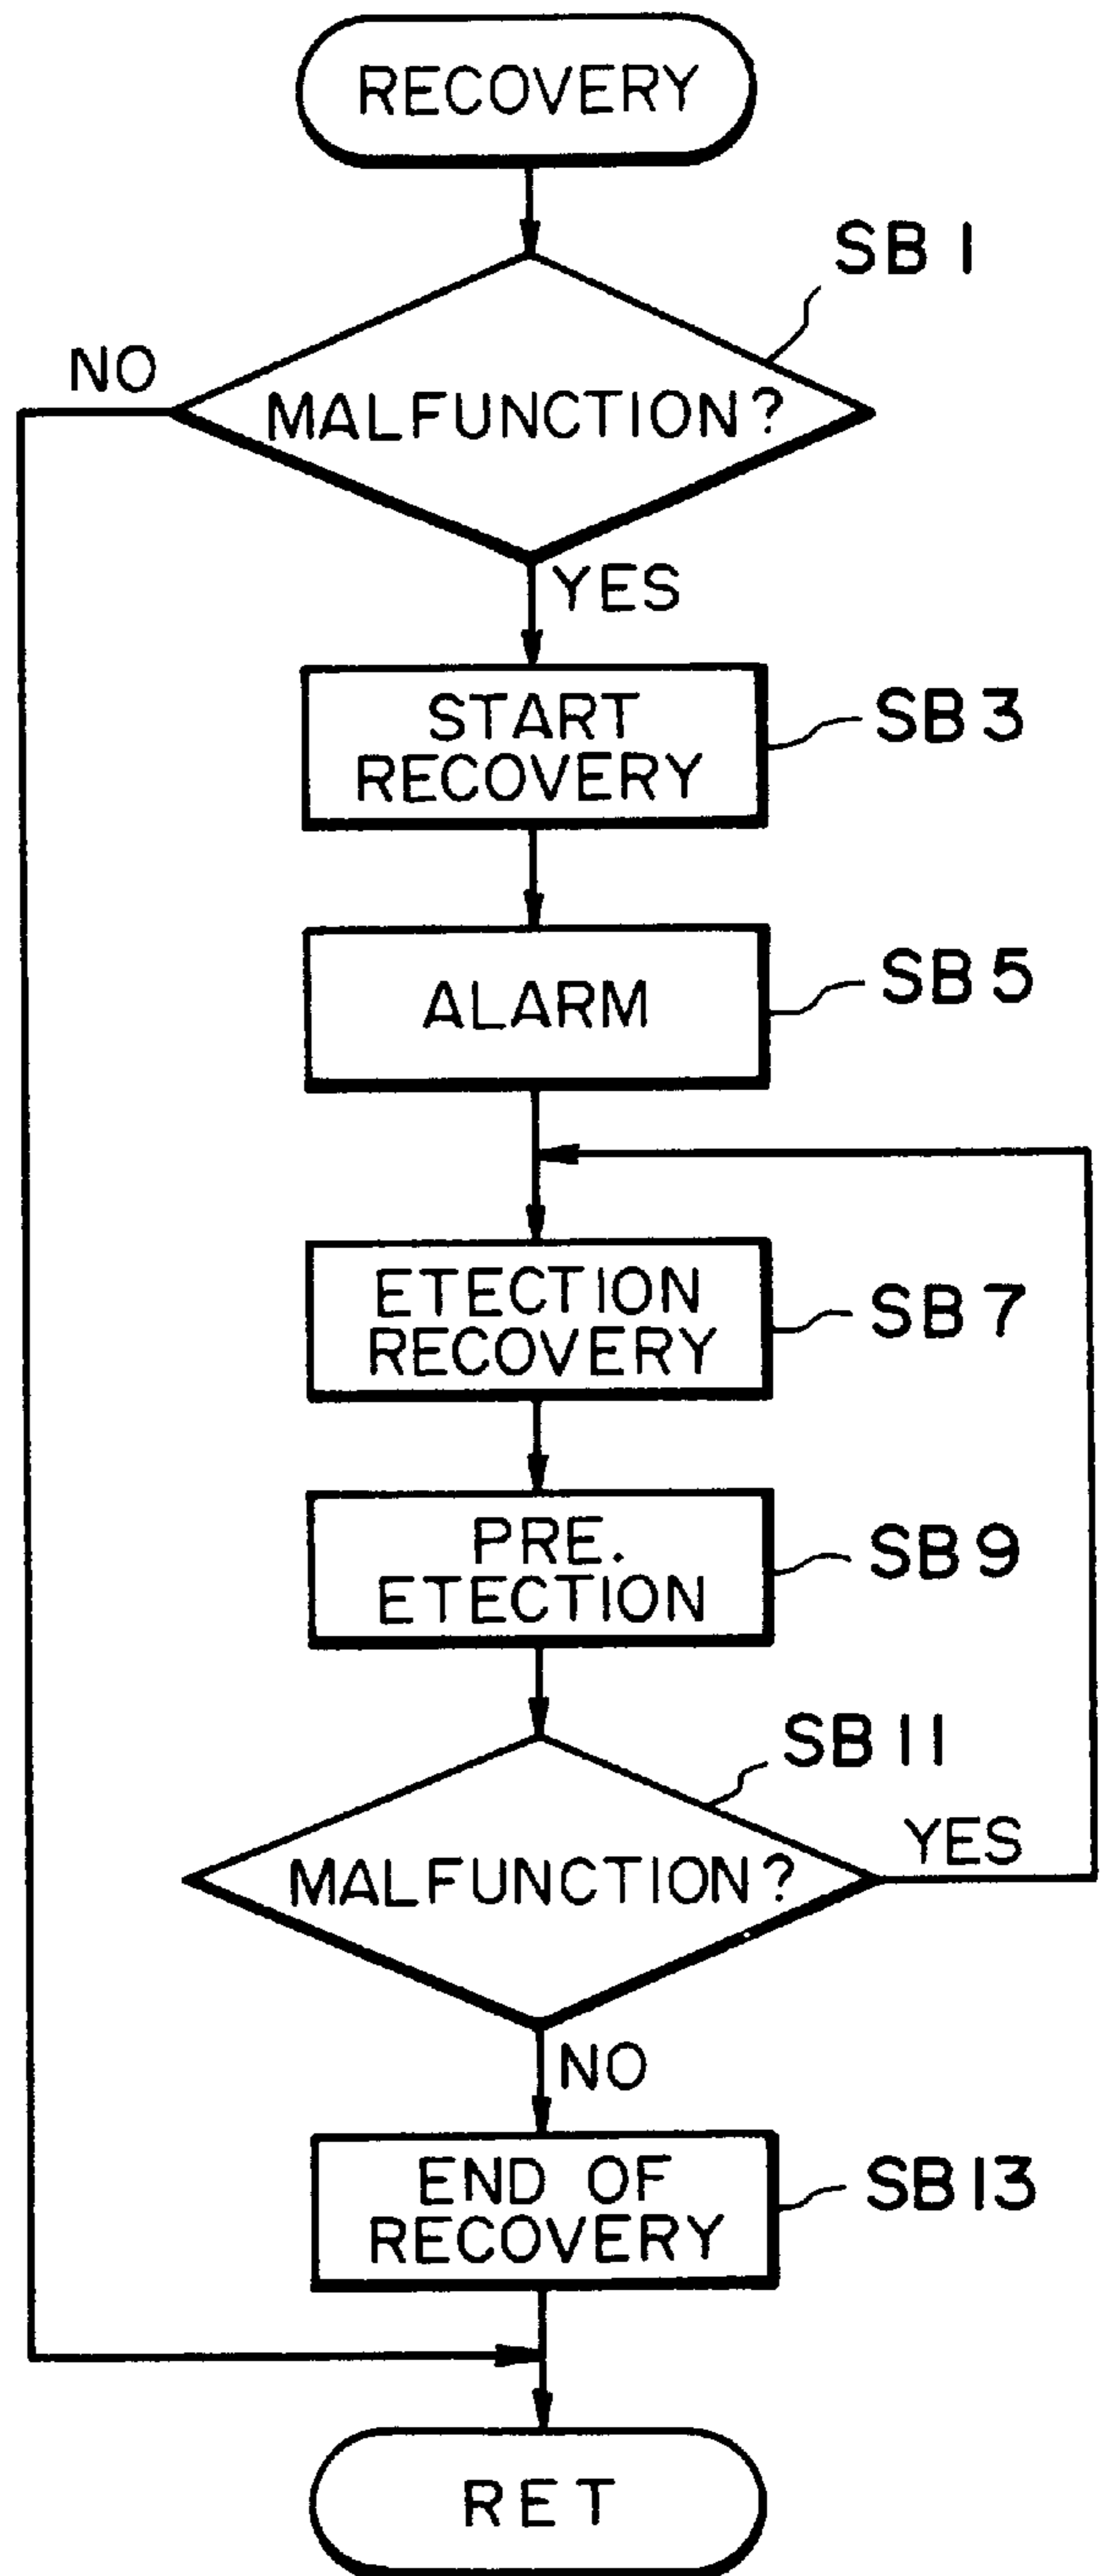 RECOVERY
SB 1
NO
MALFUNCTION?
YES
START
RECOVERY
SB 3
ALARM
SB 5
ETECTION
RECOVERY
SB 7
PRE.
ETECTION
SB 9
SB 11
YES
MALFUNCTION?
NO
END OF
RECOVERY
SB 13
RET